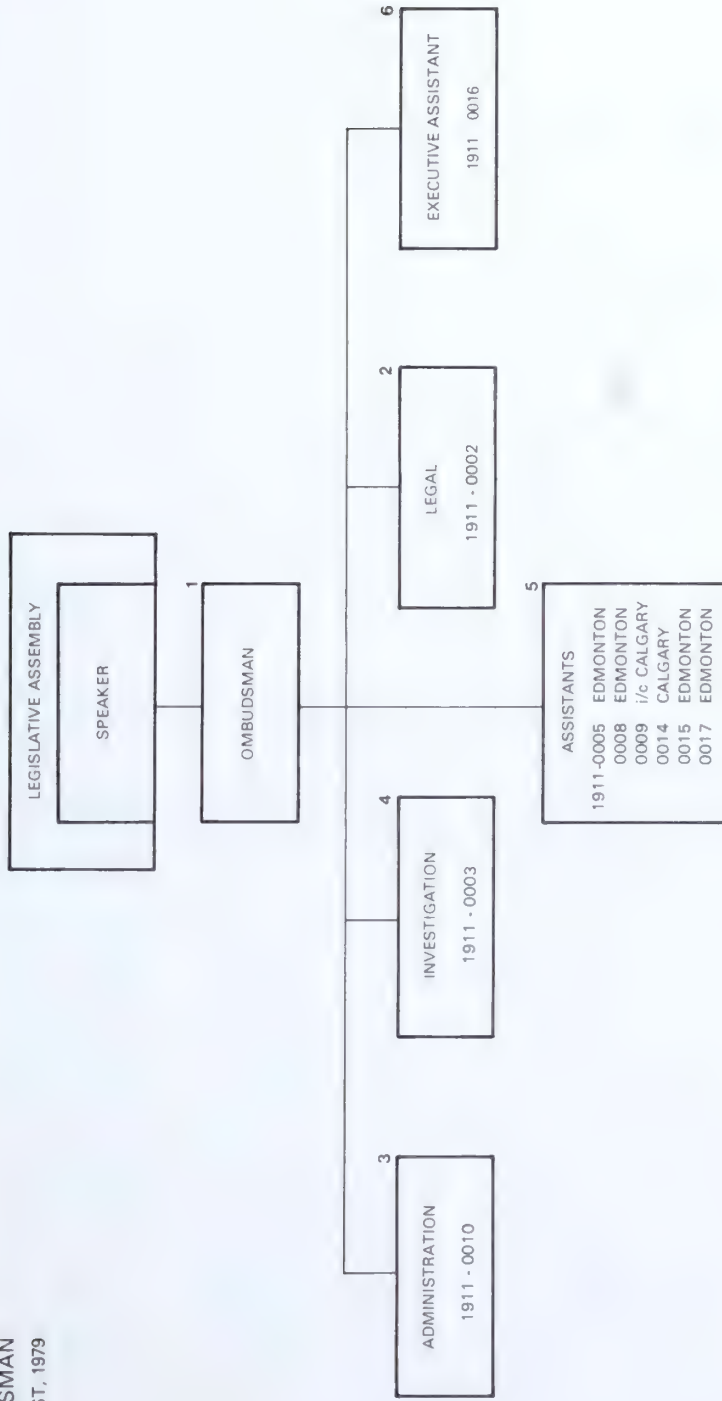 SMAN
ST, 1979
LEGISLATIVE ASSEMBLY
SPEAKER
1
OMBUDSMAN
3
ADMINISTRATION
1911-0010
4
INVESTIGATION
1911-0003
2
LEGAL
1911-0002
6
EXECUTIVE ASSISTANT
1911 0016
5
ASSISTANTS
1911-0005 EDMONTON
0008 EDMONTON
0009 i/c CALGARY
0014 CALGARY
0015 EDMONTON
0017 EDMONTON